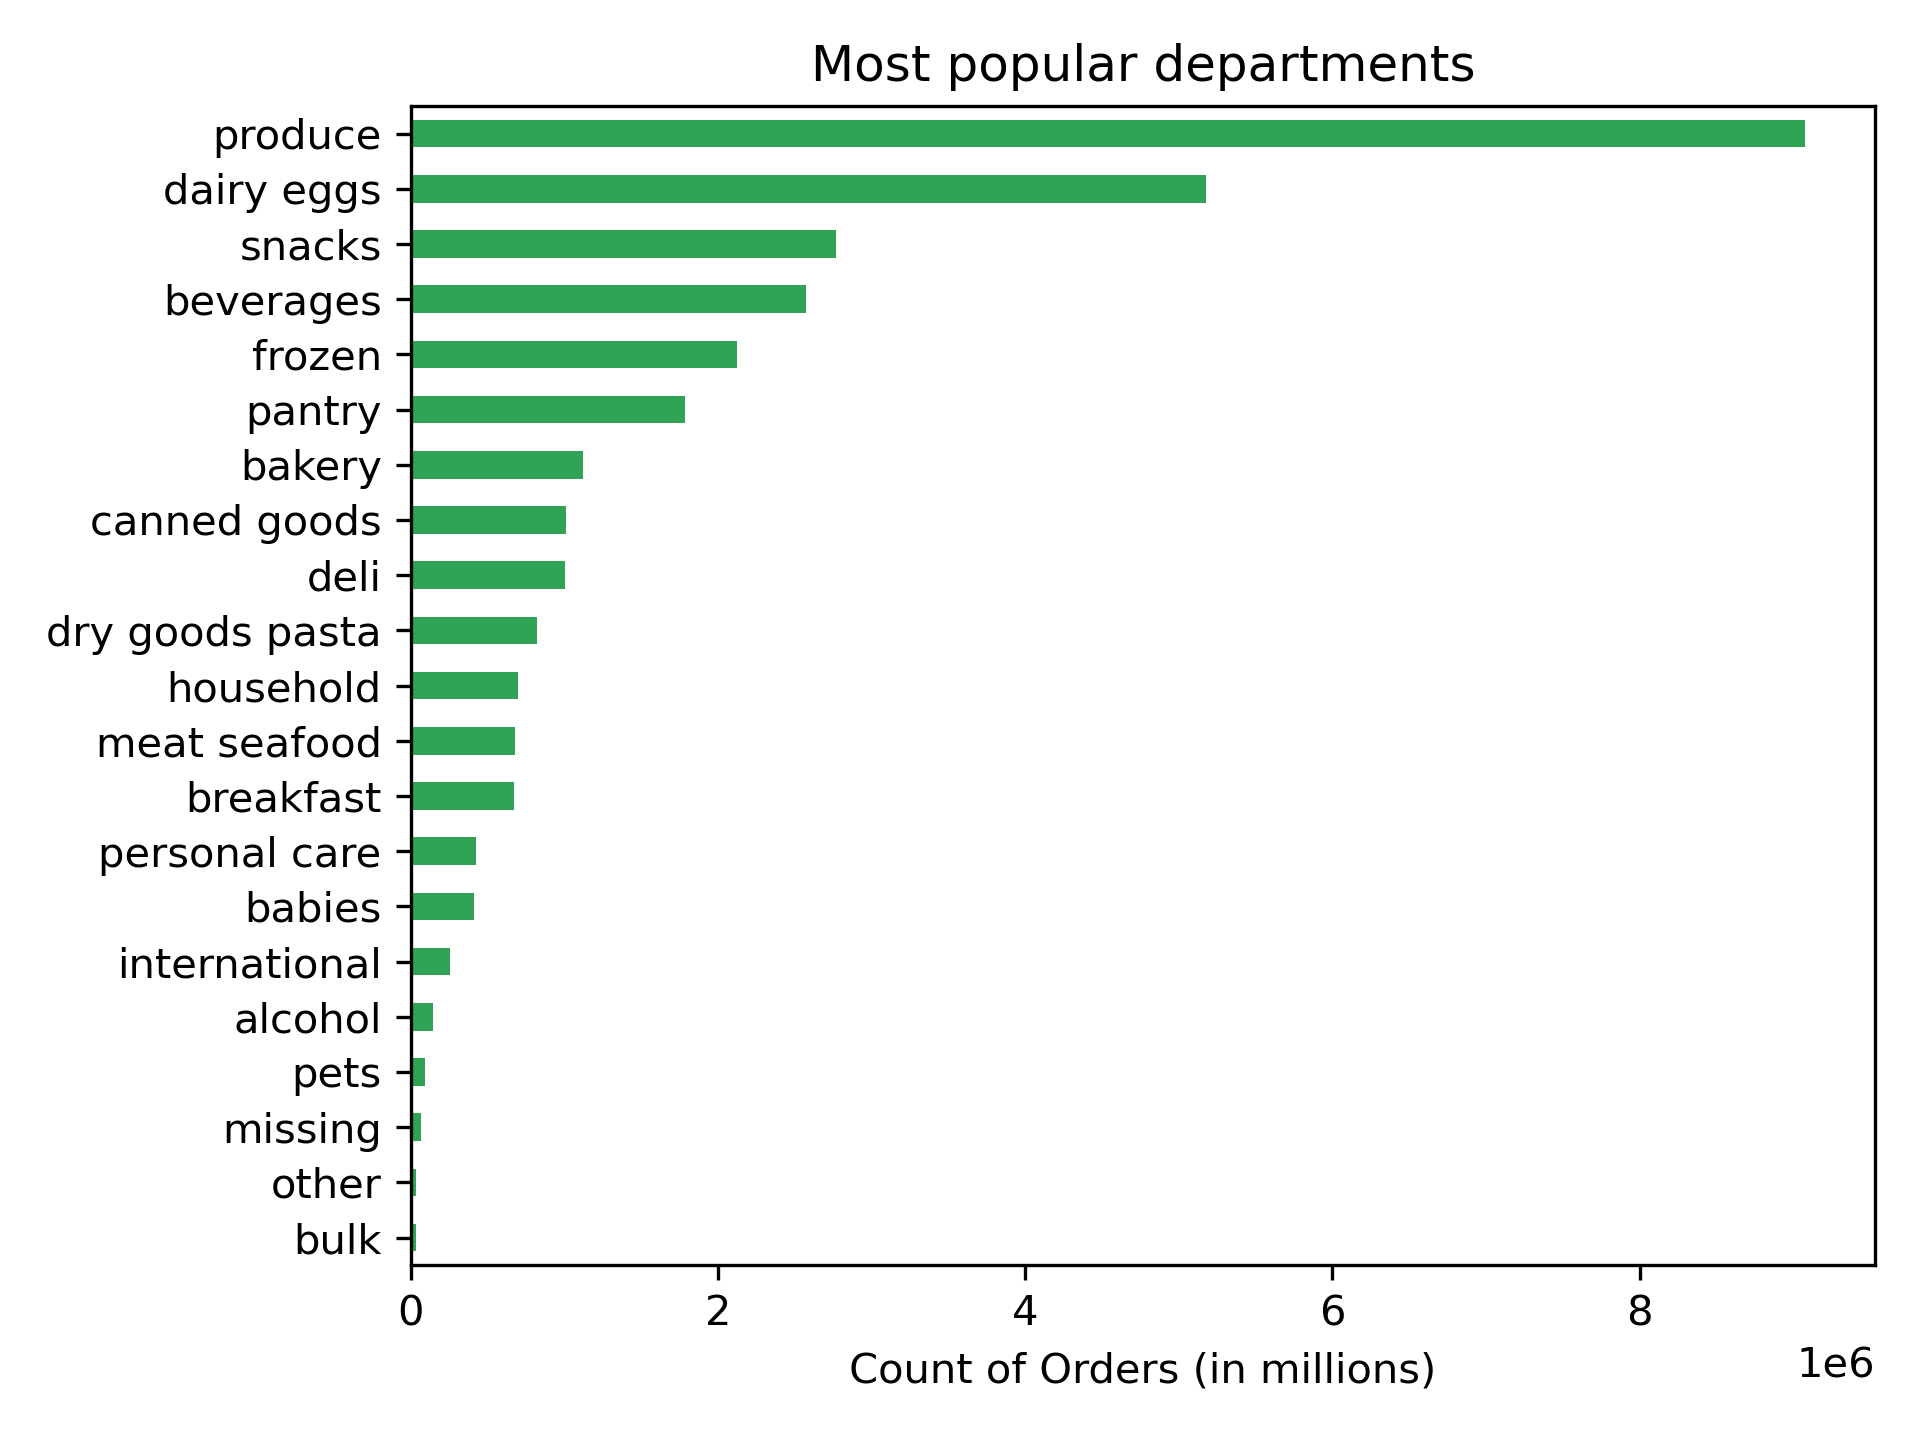 Most popular departments
produce
dairy eggs
snacks
beverages
frozen
pantry
bakery
canned goods
deli
dry goods pasta
household
meat seafood
breakfast
personal care
babies
international
alcohol
pets
missing
other
bulk
0 2 4 6 8
Count of Orders (in millions)
1e6